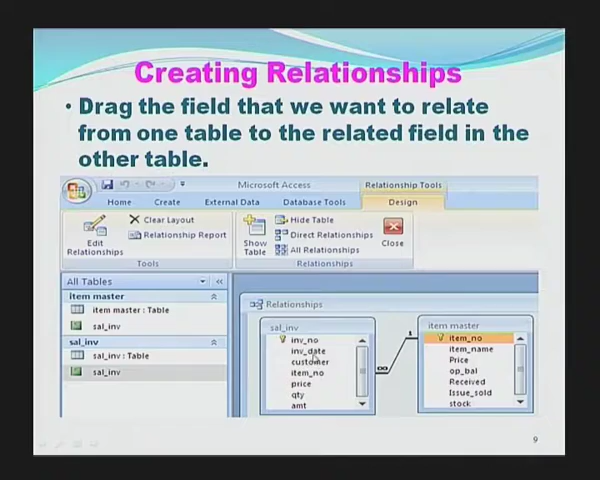 Creating Relationships
• Drag the field that we want to relate
from one table to the related field in the
other table.
Microsoft Access
Relationship Tools
Home
Create
External Data
Database Tools
Design
Edit
Relationships
Clear Layout
Relationship Report
Tools
Show
Table
Hide Table
Direct Relationships
All Relationships
Close
Relationships
All Tables
item master
item master : Table
sal_inv
sal_inv
sal_inv : Table
sal_inv
Relationships
sal_inv
inv_no
inv_date
customer
item_no
price
qty
amt
1
∞
item master
item_no
item_name
Price
op_bal
Received
Issue_sold
stock
9